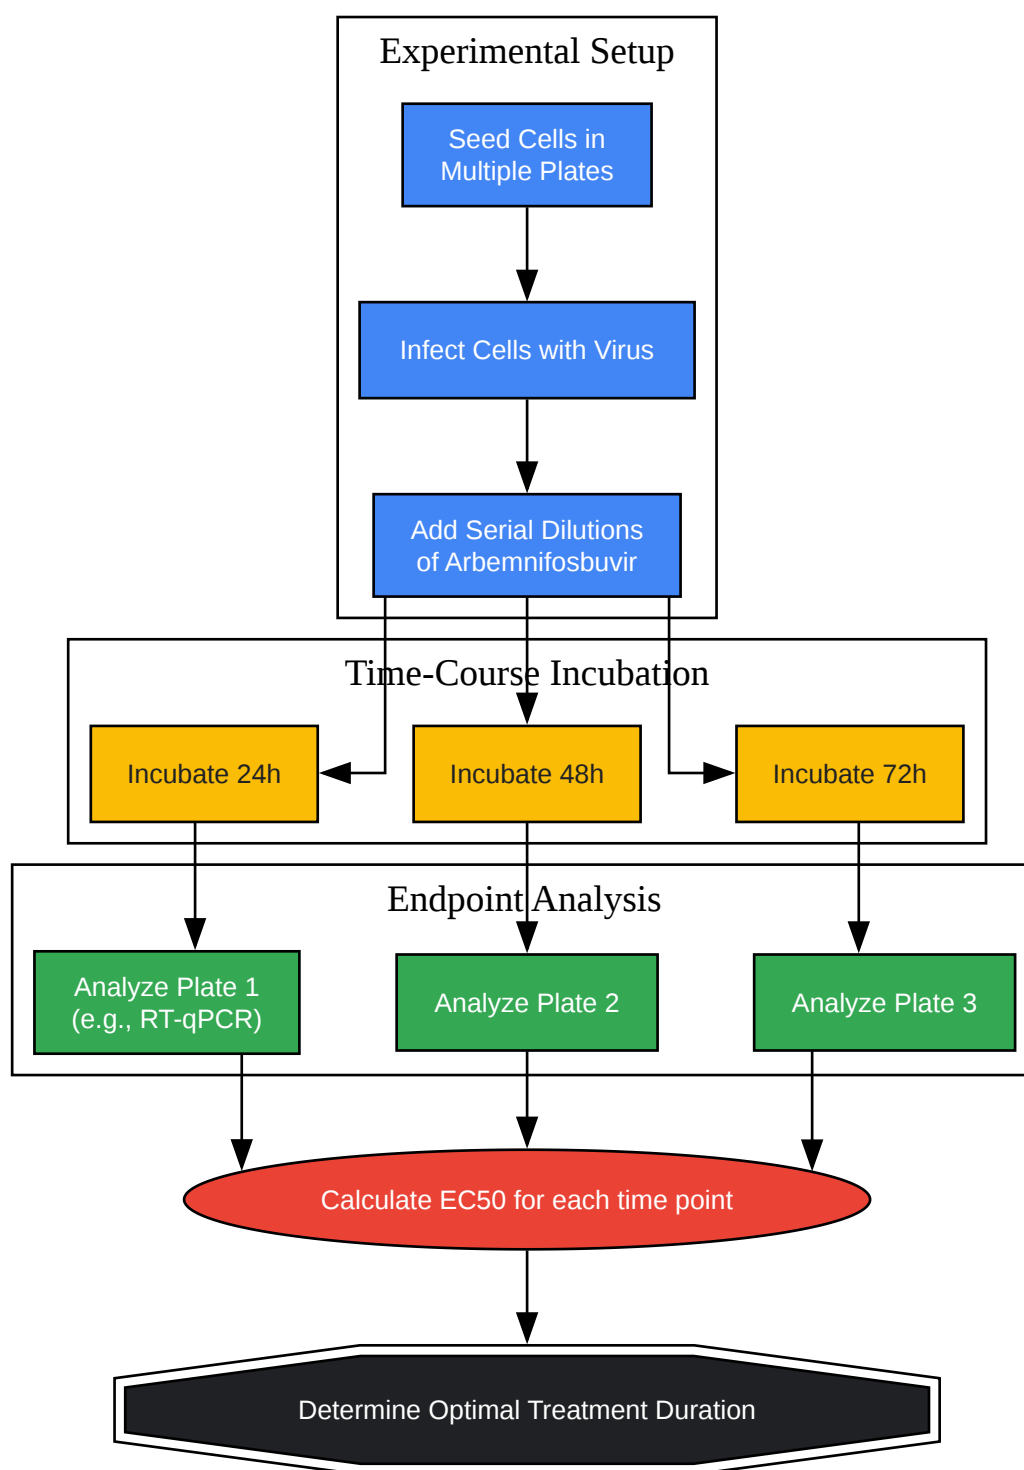 Experimental Setup
Seed Cells in
Multiple Plates
Infect Cells with Virus
Add Serial Dilutions
of Arbemnifosbuvir
Time-Course Incubation
Incubate 24h
Incubate 48h
Incubate 72h
Endpoint Analysis
Analyze Plate 1
(e.g., RT-qPCR)
Analyze Plate 2
Analyze Plate 3
Calculate EC50 for each time point
Determine Optimal Treatment Duration